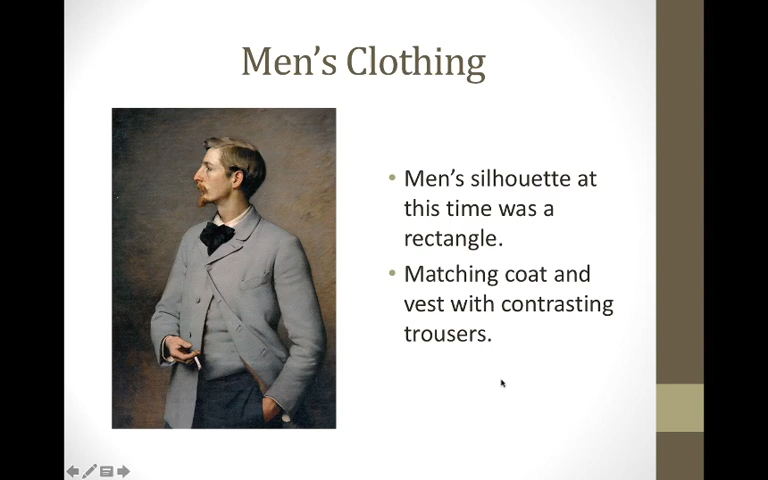 Men's Clothing
• Men's silhouette at
this time was a
rectangle.
• Matching coat and
vest with contrasting
trousers.